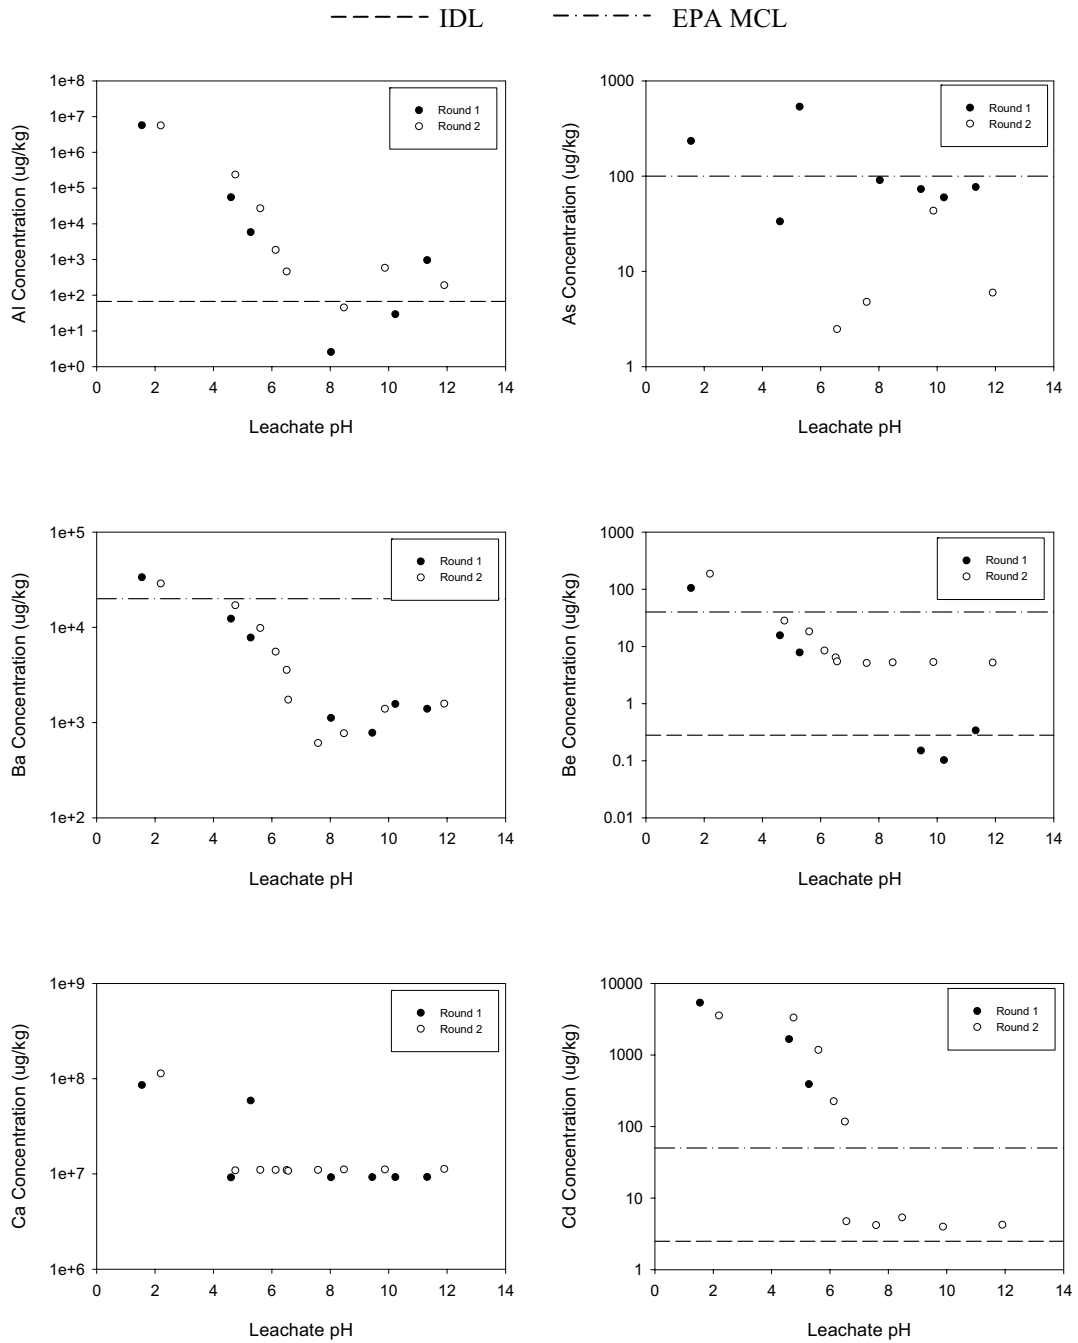 IDL EPA MCL
Al Concentration (ug/kg)
1e+8
1e+7
1e+6
1e+5
1e+4
1e+3
1e+2
1e+1
1e+0
Round 1
Round 2
0 2 4 6 8 10 12 14
Leachate pH
As Concentration (ug/kg)
1000
100
10
1
Round 1
Round 2
0 2 4 6 8 10 12 14
Leachate pH
Ba Concentration (ug/kg)
1e+5
1e+4
1e+3
1e+2
Round 1
Round 2
0 2 4 6 8 10 12 14
Leachate pH
Be Concentration (ug/kg)
1000
100
10
1
0.1
0.01
Round 1
Round 2
0 2 4 6 8 10 12 14
Leachate pH
Ca Concentration (ug/kg)
1e+9
1e+8
1e+7
1e+6
Round 1
Round 2
0 2 4 6 8 10 12 14
Leachate pH
Cd Concentration (ug/kg)
10000
1000
100
10
1
Round 1
Round 2
0 2 4 6 8 10 12 14
Leachate pH